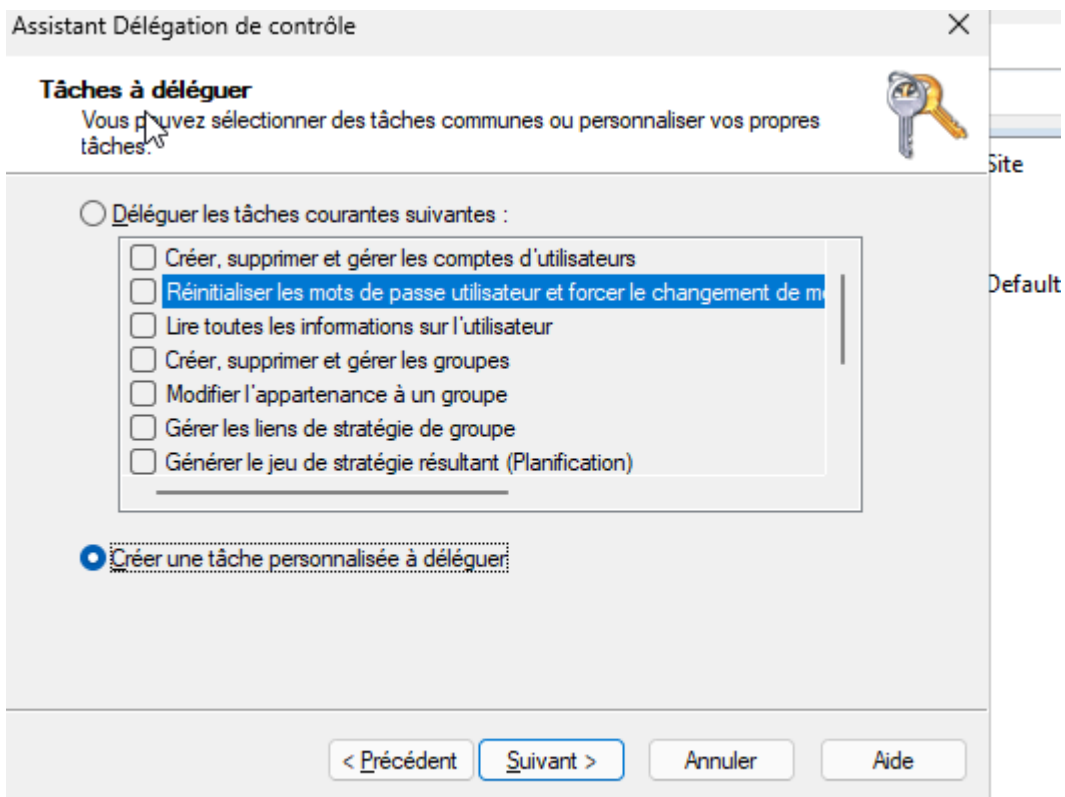 Assistant Délégation de contrôle
Tâches à déléguer
Vous pouvez sélectionner des tâches communes ou personnaliser vos propres
tâches.
Site
Déléguer les tâches courantes suivantes :
Créer, supprimer et gérer les comptes d'utilisateurs
Réinitialiser les mots de passe utilisateur et forcer le changement de
Default
Lire toutes les informations sur l'utilisateur
Créer, supprimer et gérer les groupes
Modifier l'appartenance à un groupe
Gérer les liens de stratégie de groupe
Générer le jeu de stratégie résultant (Planification)
Créer une tâche personnalisée à déléguer
< Précédent
Suivant >
Annuler
Aide